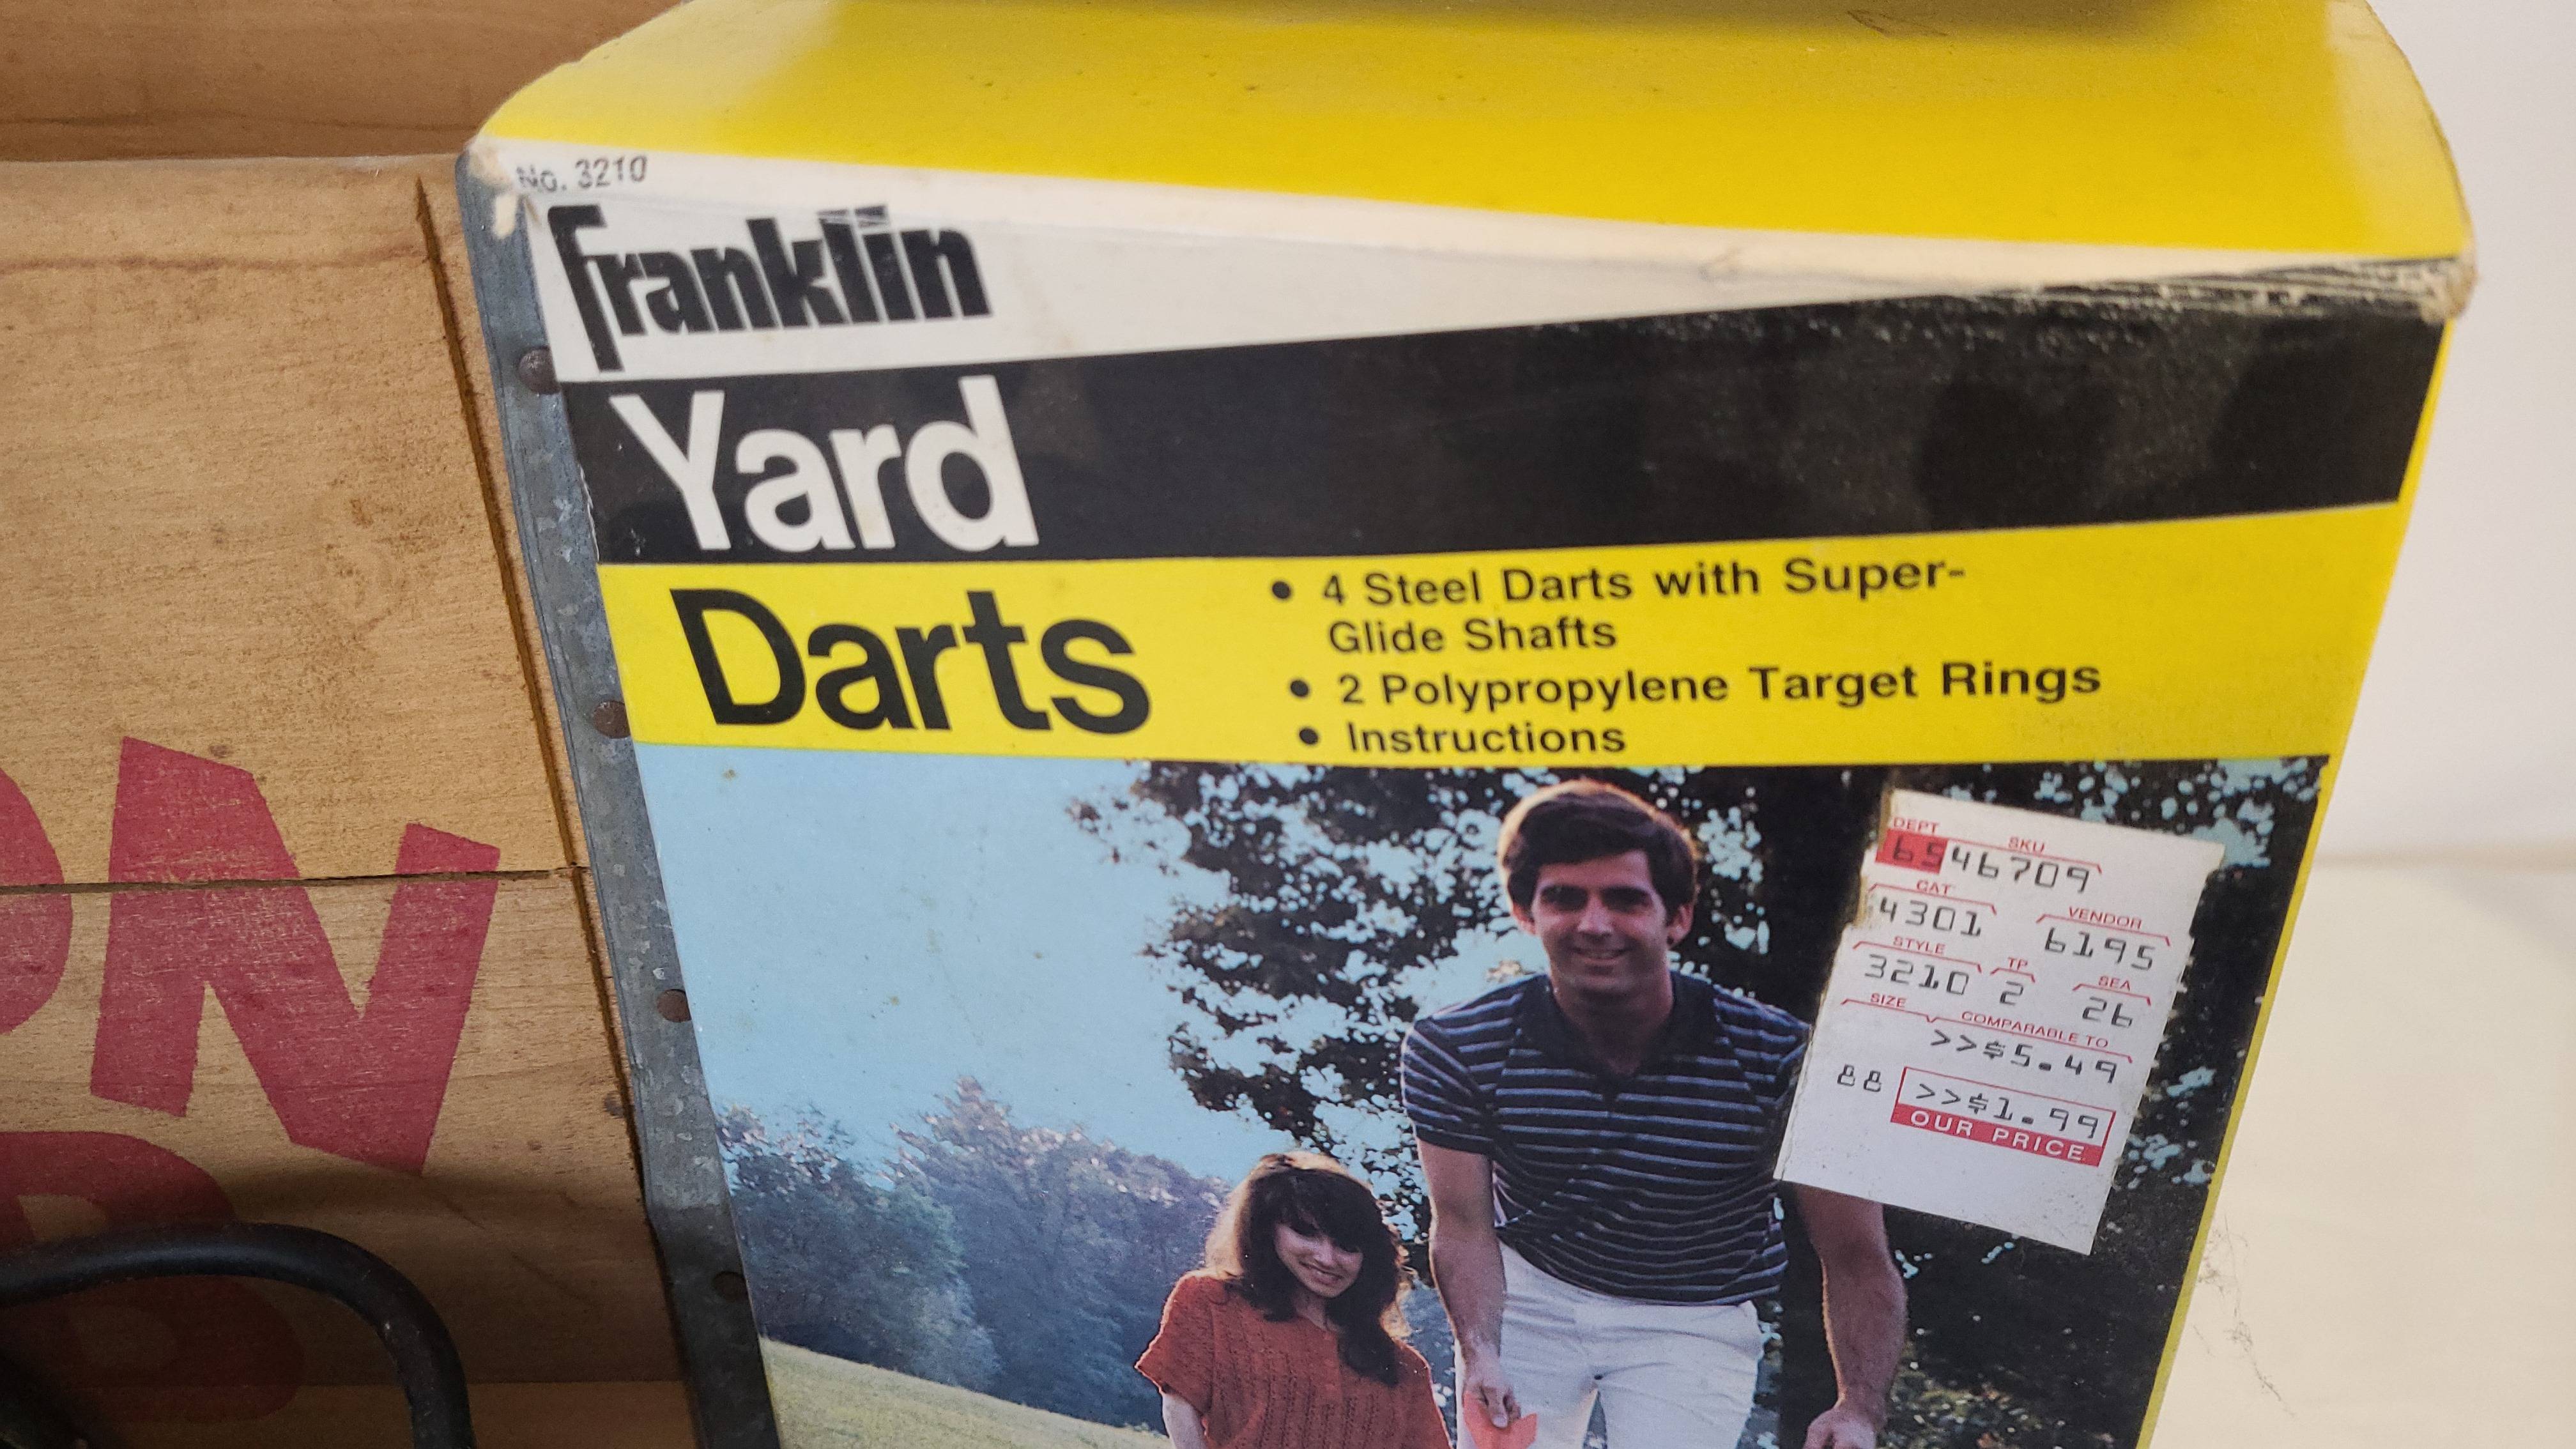 No. 3210
Franklin
Yard
Darts
• 4 Steel Darts with Super-
Glide Shafts
• 2 Polypropylene Target Rings
• Instructions
DEPT SKU
6546709
CAT VENDOR
4301 6195
STYLE TP SEA
3210 2 26
SIZE COMPARABLE TO
>>$5.49
88 >>$1.99
OUR PRICE